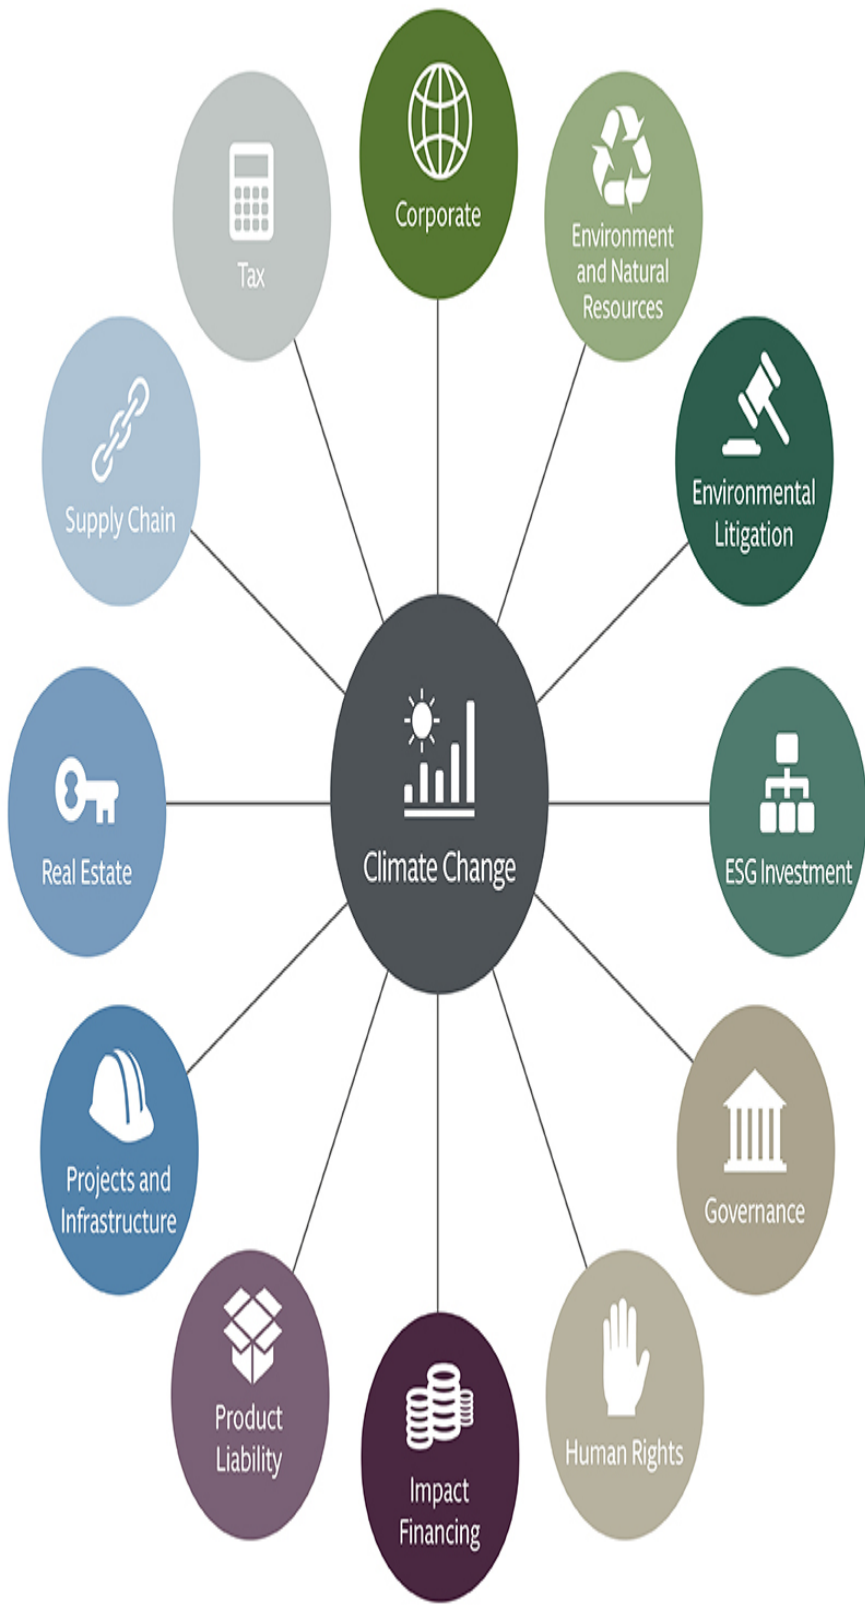 Corporate
Environment
and Natural
Resources
Environmental
Litigation
ESG Investment
Governance
Human Rights
Impact
Financing
Product
Liability
Projects and
Infrastructure
Real Estate
Supply Chain
Tax
Climate Change